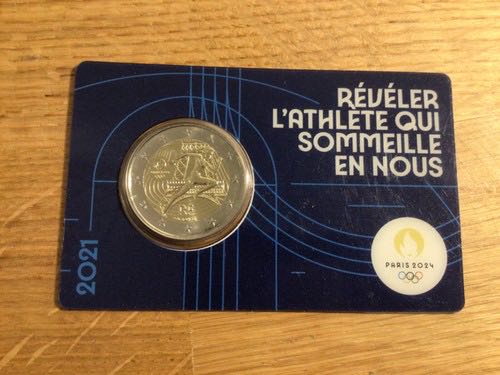 RÉVÉLER
L'ATHLÈTE QUI
SOMMEILLE
EN NOUS
2021
PARIS 2024